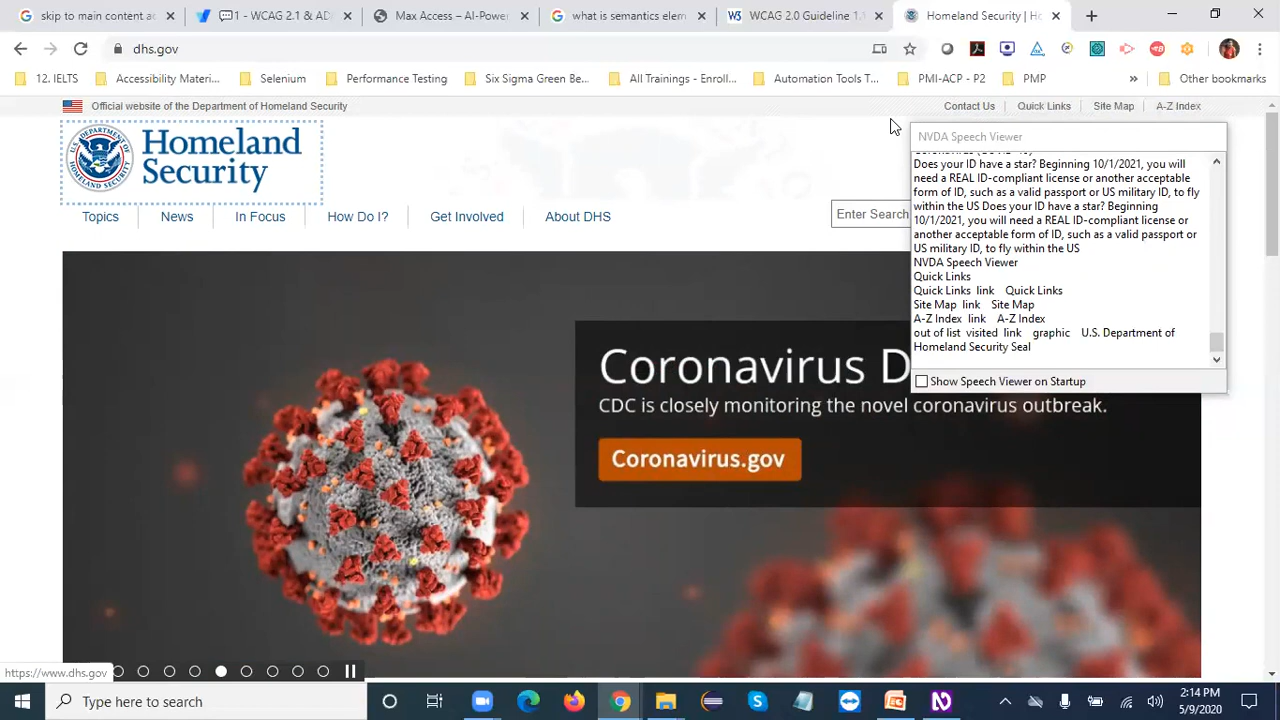 skip to main content a
1 - WCAG 2.1 & AD
Max Access – AI-Powe
what is semantics elem
WCAG 2.0 Guideline 1.1
Homeland Security | Ho
dhs.gov
12. IELTS
Accessibility Materi...
Selenium
Performance Testing
Six Sigma Green Be...
All Trainings - Enroll...
Automation Tools T...
PMI-ACP - P2
PMP
Other bookmarks
Official website of the Department of Homeland Security
Contact Us
Quick Links
Site Map
A-Z Index
Homeland
Security
Topics
News
In Focus
How Do I?
Get Involved
About DHS
Enter Search
NVDA Speech Viewer
Does your ID have a star? Beginning 10/1/2021, you will
need a REAL ID-compliant license or another acceptable
form of ID, such as a valid passport or US military ID, to fly
within the US Does your ID have a star? Beginning
10/1/2021, you will need a REAL ID-compliant license or
another acceptable form of ID, such as a valid passport or
US military ID, to fly within the US
NVDA Speech Viewer
Quick Links
Quick Links link Quick Links
Site Map link Site Map
A-Z Index link A-Z Index
out of list visited link graphic U.S. Department of
Homeland Security Seal
Show Speech Viewer on Startup
Coronavirus D
CDC is closely monitoring the novel coronavirus outbreak.
Coronavirus.gov
https://www.dhs.gov
Type here to search
2:14 PM
5/9/2020